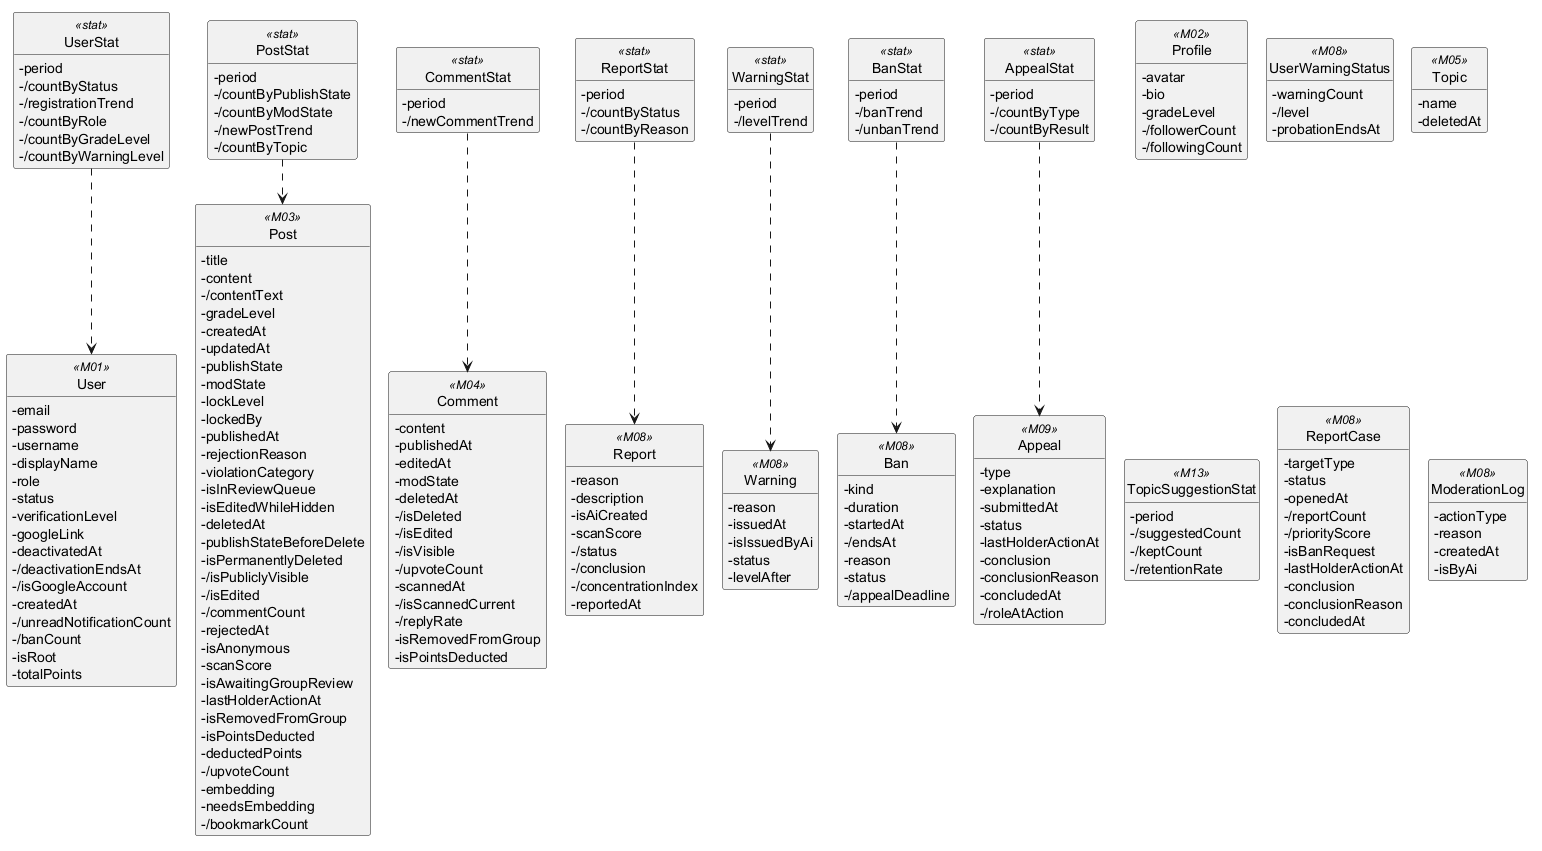 «stat»
UserStat
-period
-/countByStatus
-/registrationTrend
-/countByRole
-/countByGradeLevel
-/countByWarningLevel
«stat»
PostStat
-period
-/countByPublishState
-/countByModState
-/newPostTrend
-/countByTopic
«stat»
CommentStat
-period
-/newCommentTrend
«stat»
ReportStat
-period
-/countByStatus
-/countByReason
«stat»
WarningStat
-period
-/levelTrend
«stat»
BanStat
-period
-/banTrend
-/unbanTrend
«stat»
AppealStat
-period
-/countByType
-/countByResult
«M02»
Profile
-avatar
-bio
-gradeLevel
-/followerCount
-/followingCount
«M08»
UserWarningStatus
-warningCount
-/level
-probationEndsAt
«M05»
Topic
-name
-deletedAt
«M01»
User
-email
-password
-username
-displayName
-role
-status
-verificationLevel
-googleLink
-deactivatedAt
-/deactivationEndsAt
-/isGoogleAccount
-createdAt
-/unreadNotificationCount
-/banCount
-isRoot
-totalPoints
«M03»
Post
-title
-content
-/contentText
-gradeLevel
-createdAt
-updatedAt
-publishState
-modState
-lockLevel
-lockedBy
-publishedAt
-rejectionReason
-violationCategory
-isInReviewQueue
-isEditedWhileHidden
-deletedAt
-publishStateBeforeDelete
-isPermanentlyDeleted
-/isPubliclyVisible
-/isEdited
-/commentCount
-rejectedAt
-isAnonymous
-scanScore
-isAwaitingGroupReview
-lastHolderActionAt
-isRemovedFromGroup
-isPointsDeducted
-deductedPoints
-/upvoteCount
-embedding
-needsEmbedding
-/bookmarkCount
«M04»
Comment
-content
-publishedAt
-editedAt
-modState
-deletedAt
-/isDeleted
-/isEdited
-/isVisible
-/upvoteCount
-scannedAt
-/isScannedCurrent
-/replyRate
-isRemovedFromGroup
-isPointsDeducted
«M08»
Report
-reason
-description
-isAiCreated
-scanScore
-/status
-/conclusion
-/concentrationIndex
-reportedAt
«M08»
Warning
-reason
-issuedAt
-isIssuedByAi
-status
-levelAfter
«M08»
Ban
-kind
-duration
-startedAt
-/endsAt
-reason
-status
-/appealDeadline
«M09»
Appeal
-type
-explanation
-submittedAt
-status
-lastHolderActionAt
-conclusion
-conclusionReason
-concludedAt
-/roleAtAction
«M13»
TopicSuggestionStat
-period
-/suggestedCount
-/keptCount
-/retentionRate
«M08»
ReportCase
-targetType
-status
-openedAt
-/reportCount
-/priorityScore
-isBanRequest
-lastHolderActionAt
-conclusion
-conclusionReason
-concludedAt
«M08»
ModerationLog
-actionType
-reason
-createdAt
-isByAi